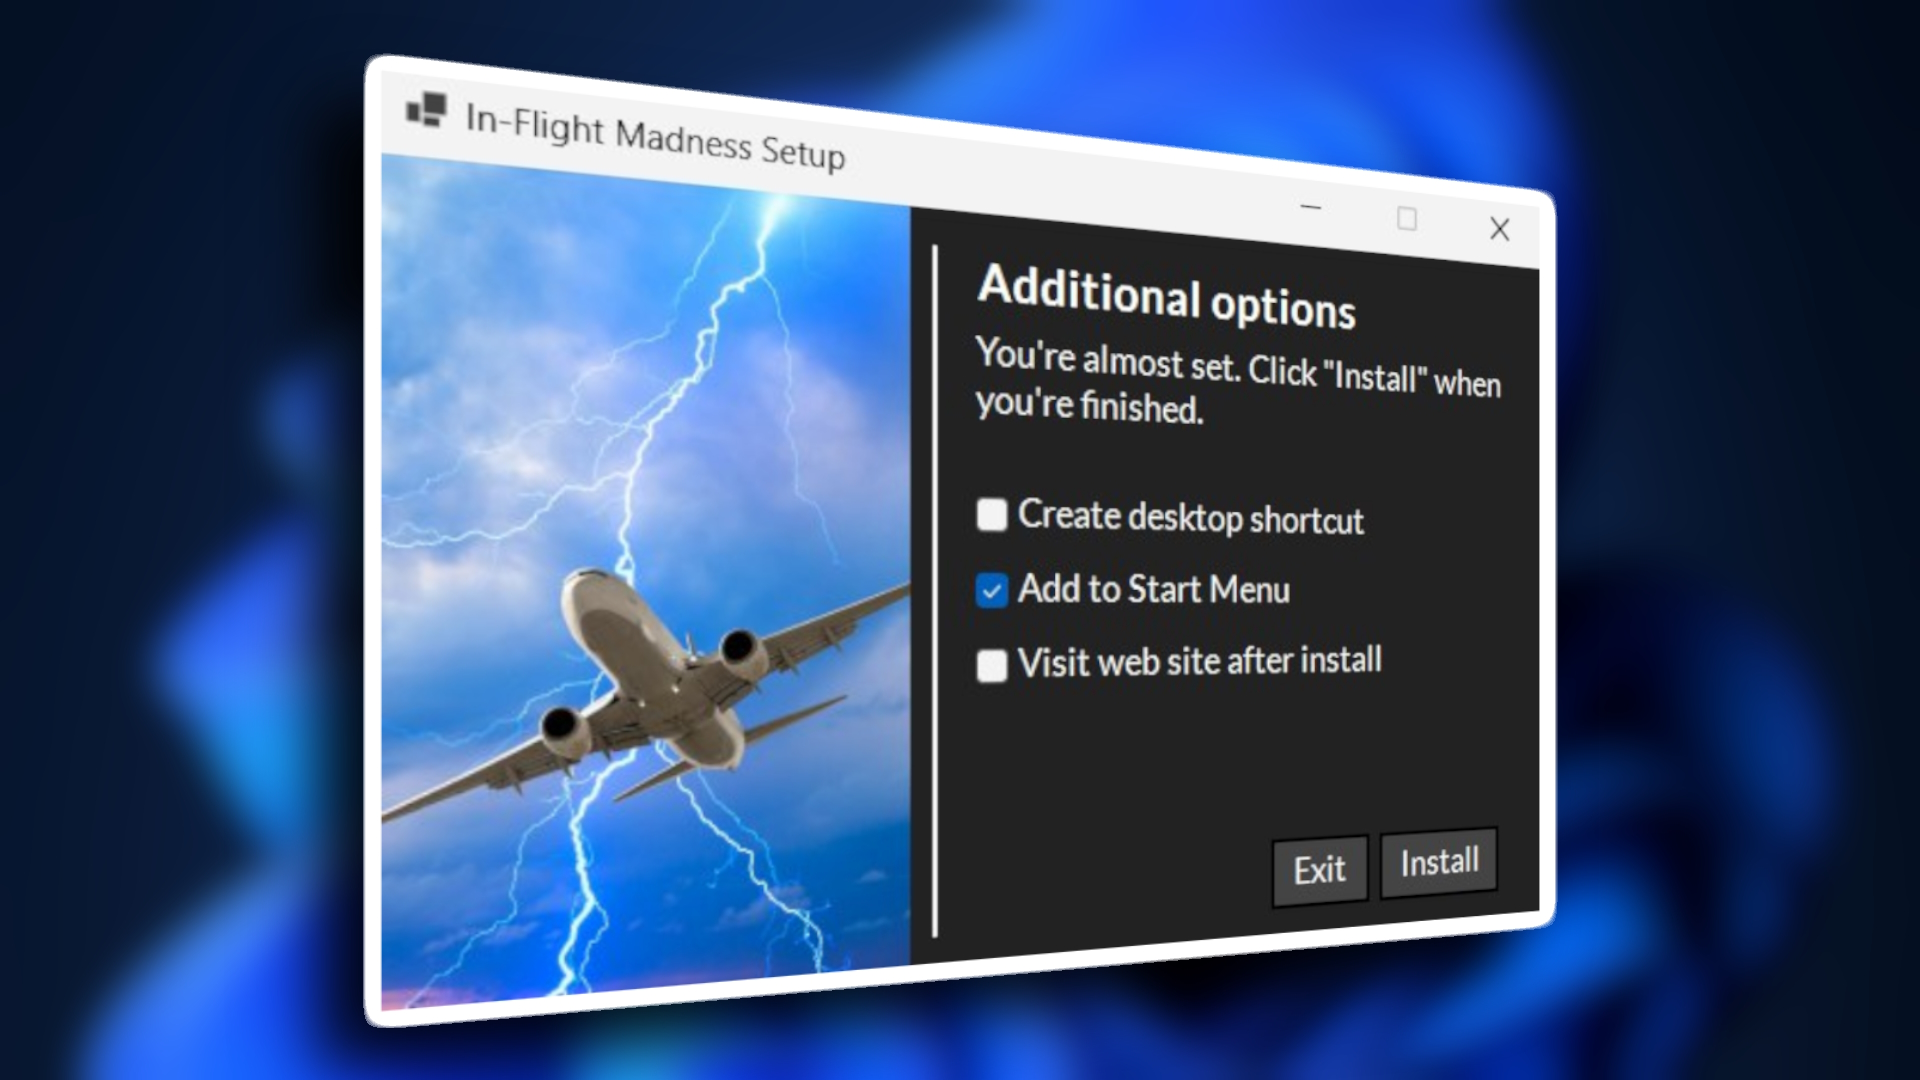 In-Flight Madness Setup
Additional options
You're almost set. Click "Install" when
you're finished.
Create desktop shortcut
Add to Start Menu
Visit web site after install
Exit
Install